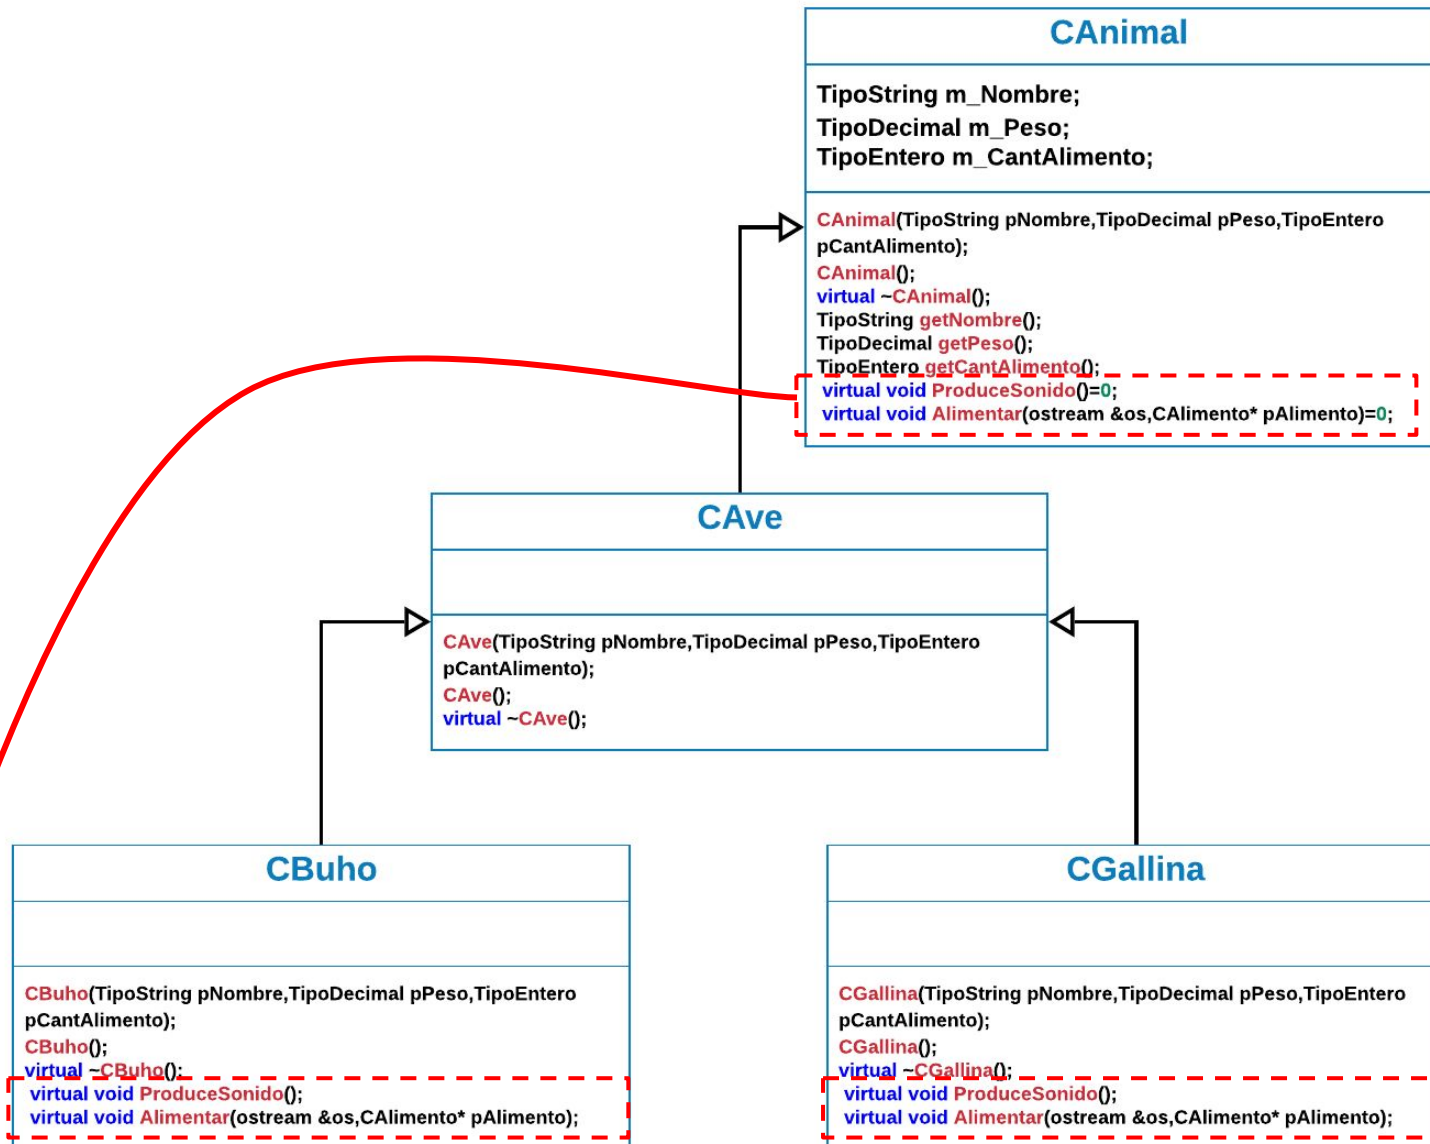 CAnimal
TipoString m_Nombre;
TipoDecimal m_Peso;
TipoEntero m_CantAlimento;
CAnimal(TipoString pNombre,TipoDecimal pPeso,TipoEntero
pCantAlimento);
CAnimal();
virtual ~CAnimal();
TipoString getNombre();
TipoDecimal getPeso();
TipoEntero getCantAlimento();
virtual void ProduceSonido()=0;
virtual void Alimentar(ostream &os,CAlimento* pAlimento)=0;
CAve
CAve(TipoString pNombre,TipoDecimal pPeso,TipoEntero
pCantAlimento);
CAve();
virtual ~CAve();
CBuho
CBuho(TipoString pNombre,TipoDecimal pPeso,TipoEntero
pCantAlimento);
CBuho();
virtual ~CBuho();
virtual void ProduceSonido();
virtual void Alimentar(ostream &os,CAlimento* pAlimento);
CGallina
CGallina(TipoString pNombre,TipoDecimal pPeso,TipoEntero
pCantAlimento);
CGallina();
virtual ~CGallina();
virtual void ProduceSonido();
virtual void Alimentar(ostream &os,CAlimento* pAlimento);